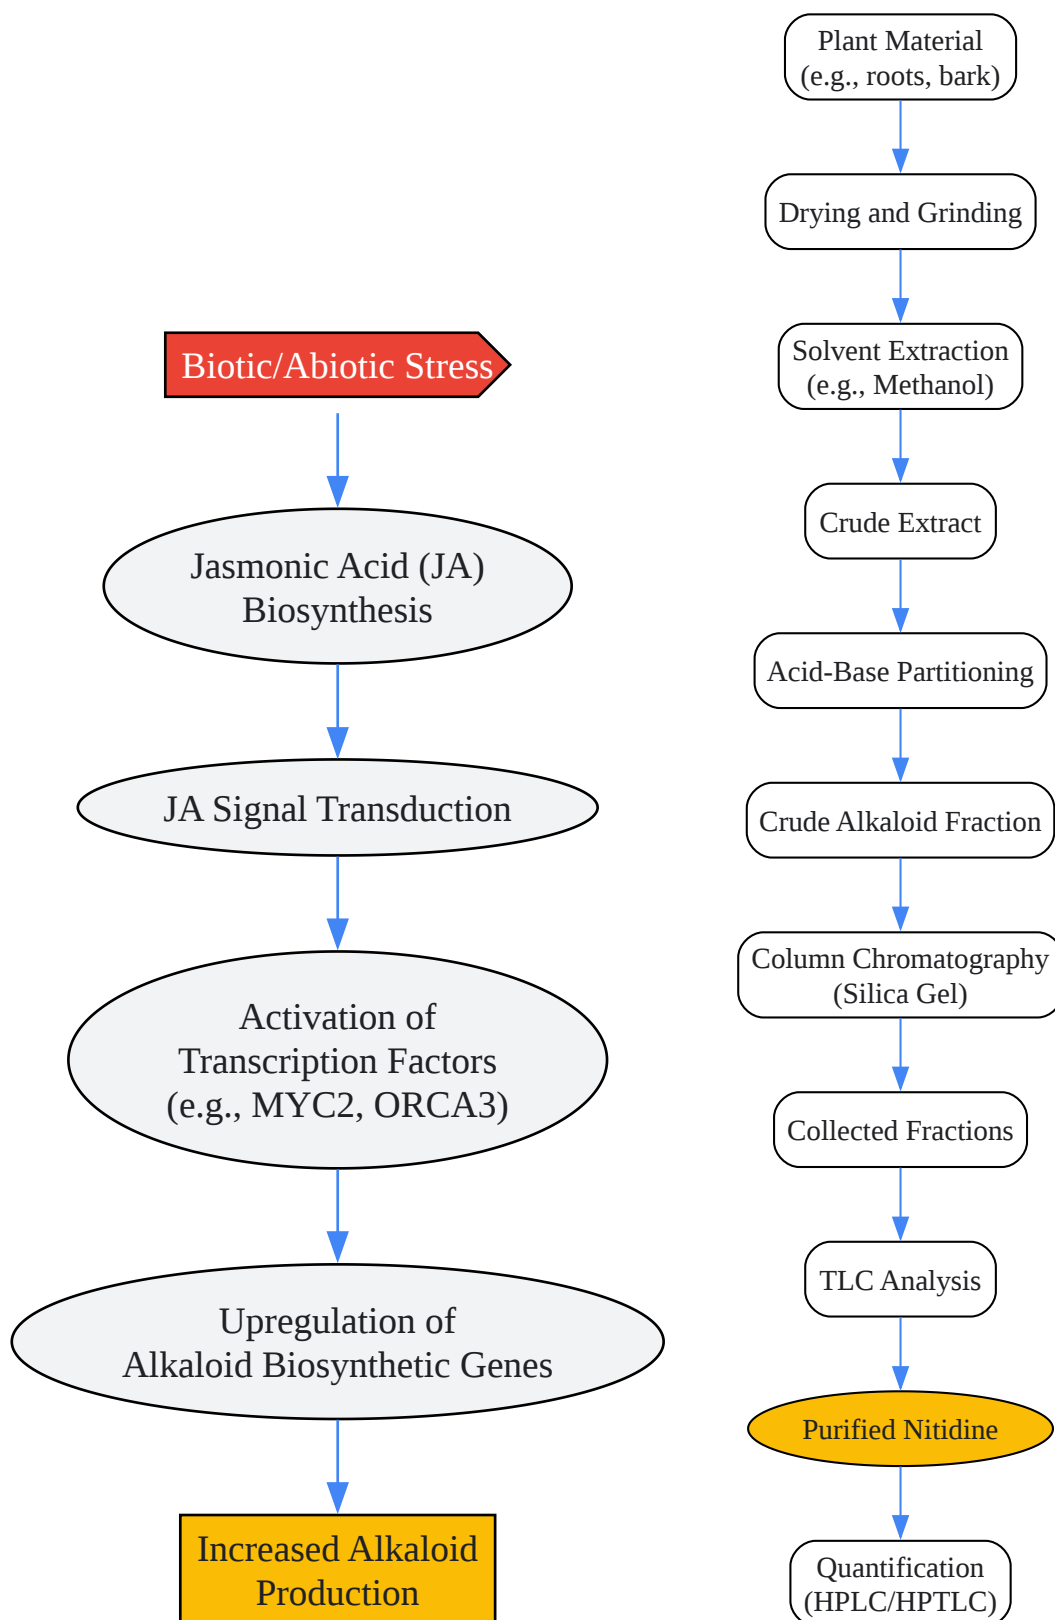 Biotic/Abiotic Stress
Jasmonic Acid (JA)
Biosynthesis
JA Signal Transduction
Activation of
Transcription Factors
(e.g., MYC2, ORCA3)
Upregulation of
Alkaloid Biosynthetic Genes
Increased Alkaloid
Production
Plant Material
(e.g., roots, bark)
Drying and Grinding
Solvent Extraction
(e.g., Methanol)
Crude Extract
Acid-Base Partitioning
Crude Alkaloid Fraction
Column Chromatography
(Silica Gel)
Collected Fractions
TLC Analysis
Purified Nitidine
Quantification
(HPLC/HPTLC)